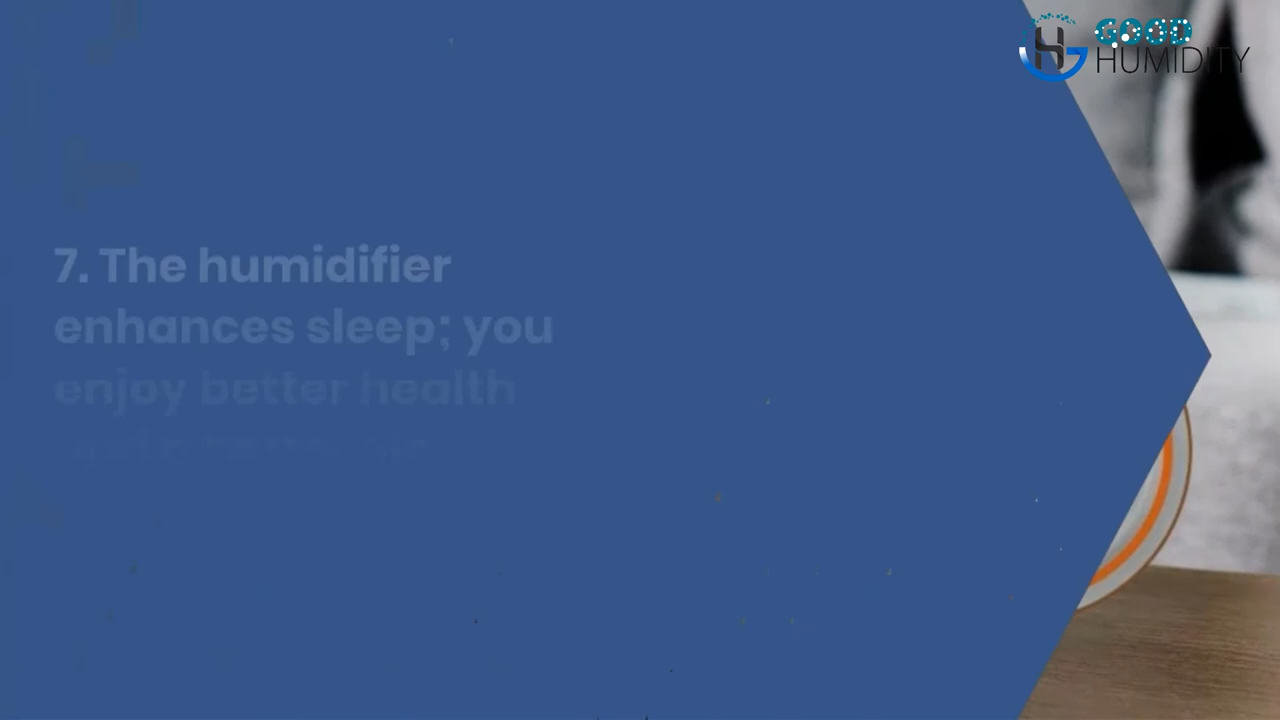 GOOD
HUMIDITY
7. The humidifier
enhances sleep; you
enjoy better health